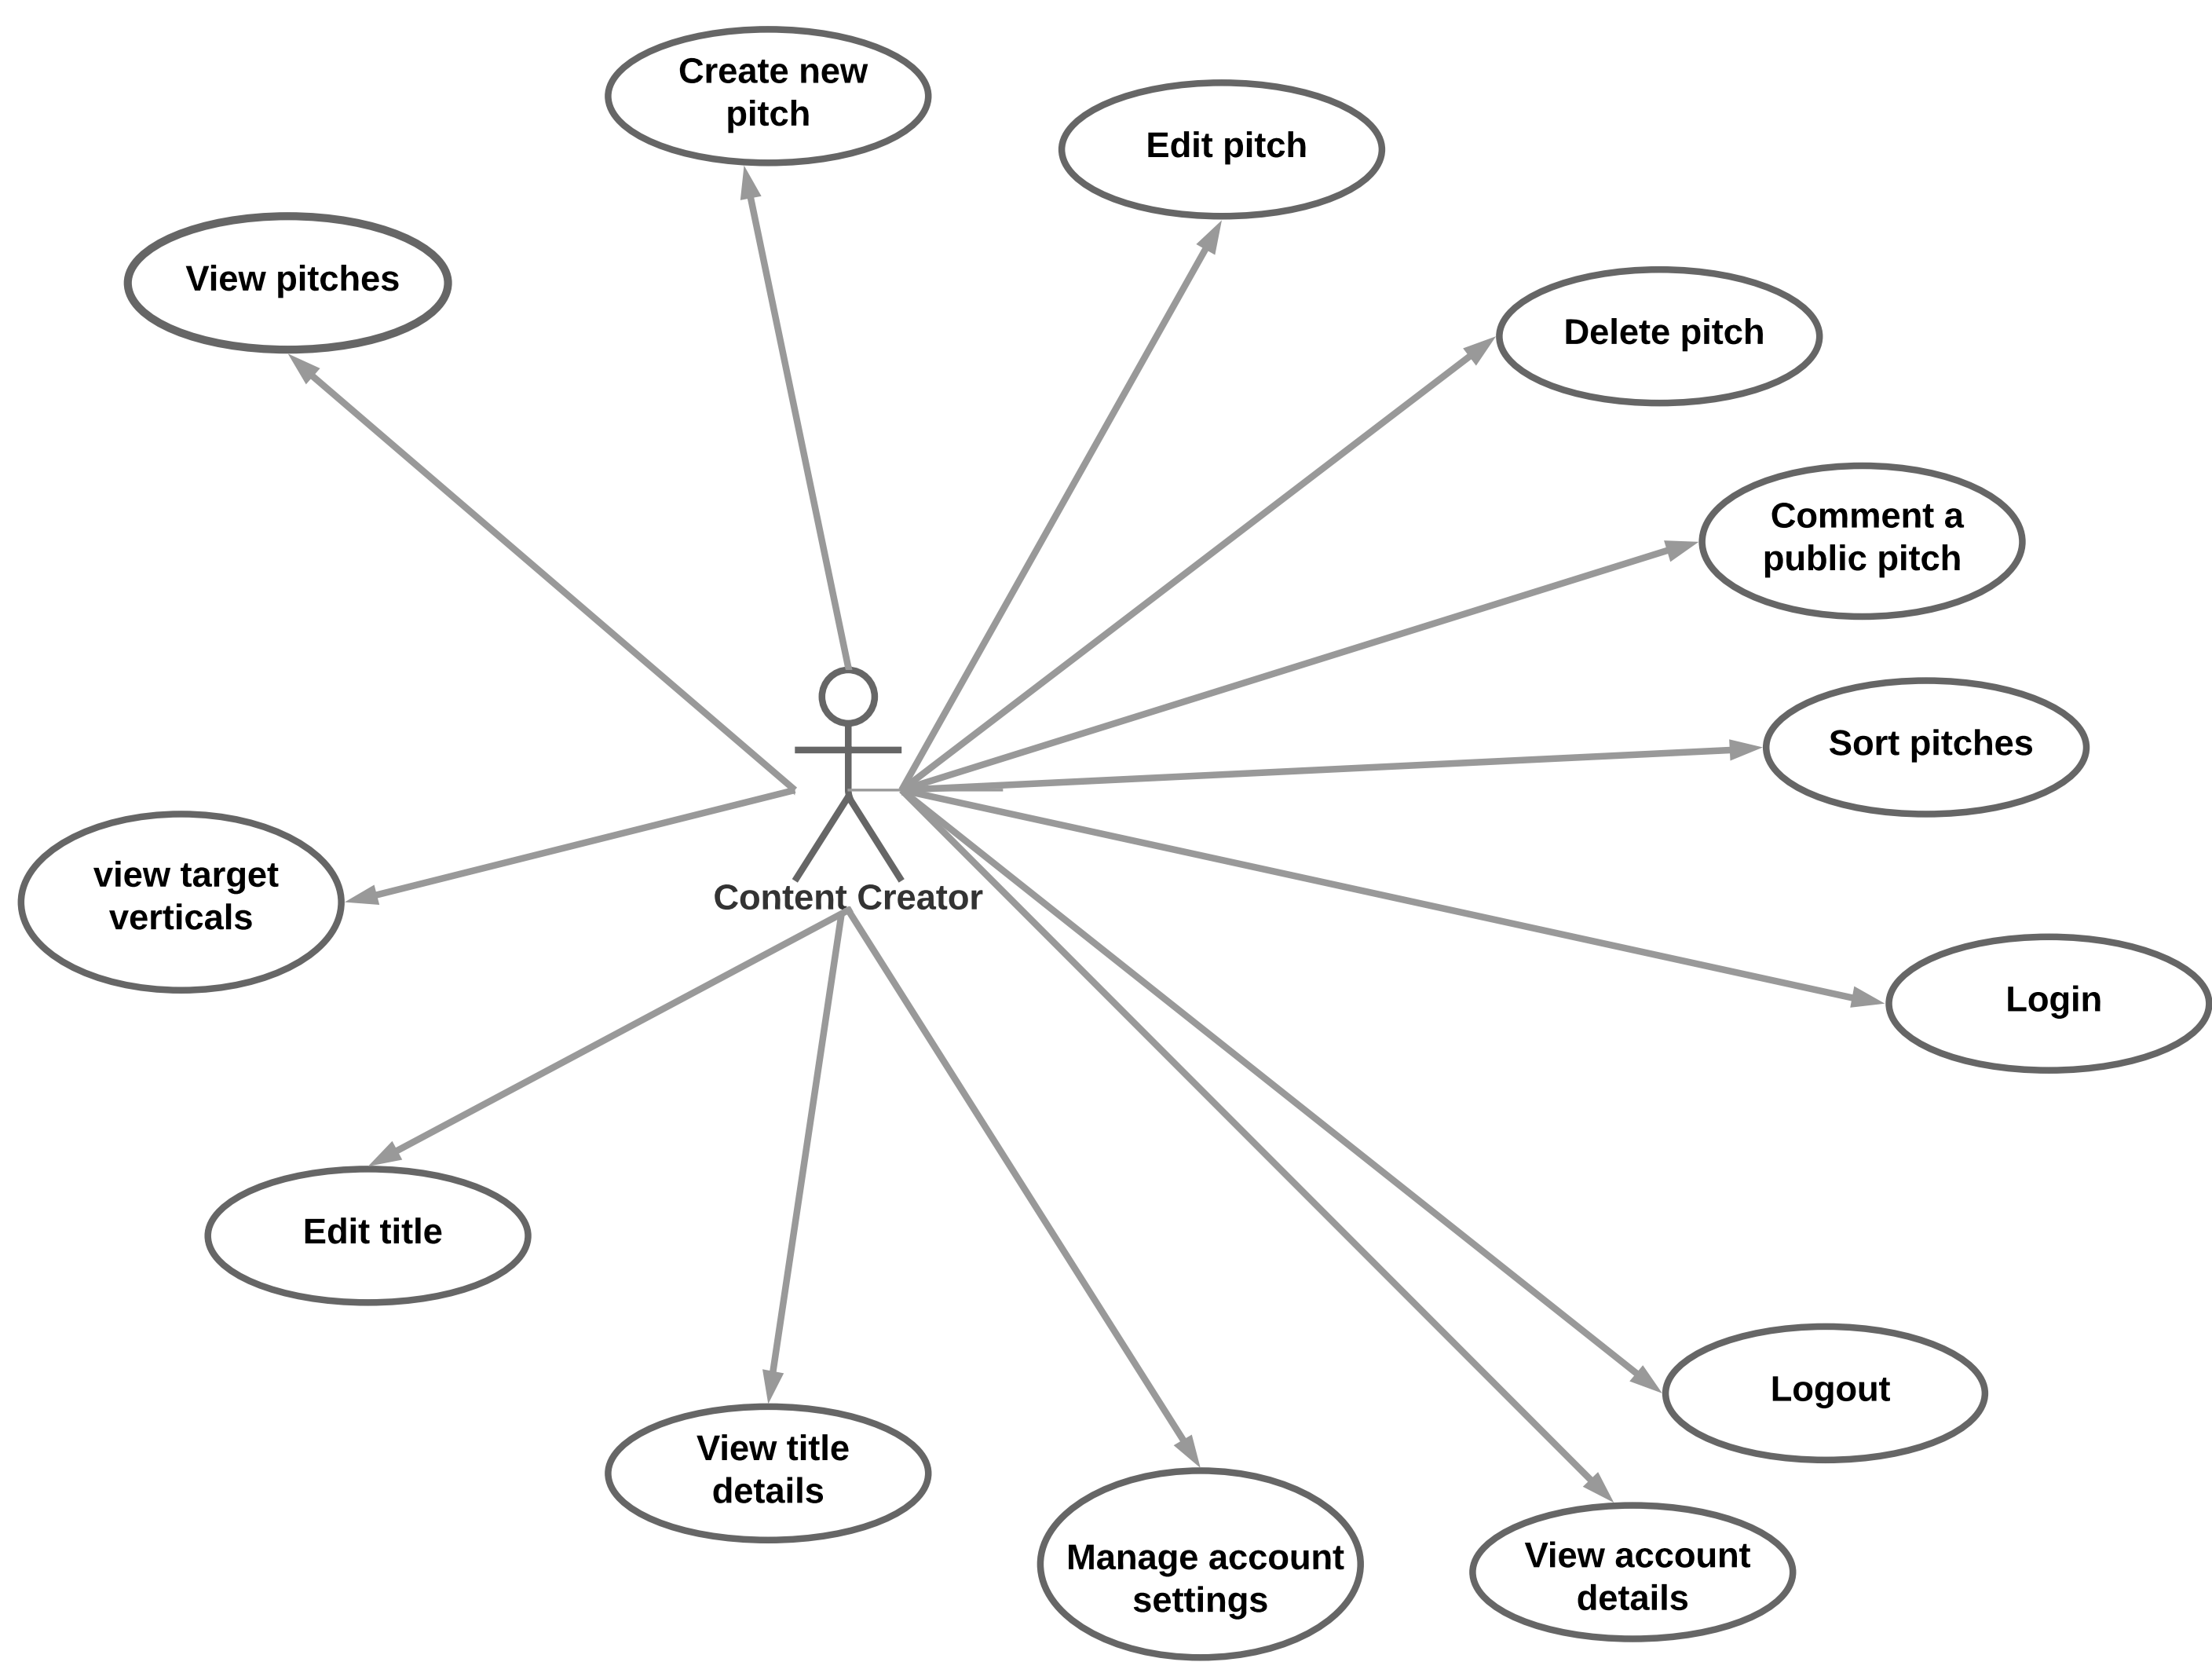 Create new
pitch
Edit pitch
View pitches
Delete pitch
Comment a
public pitch
Sort pitches
view target
verticals
Content Creator
Login
Edit title
Logout
View title
details
Manage account
settings
View account
details